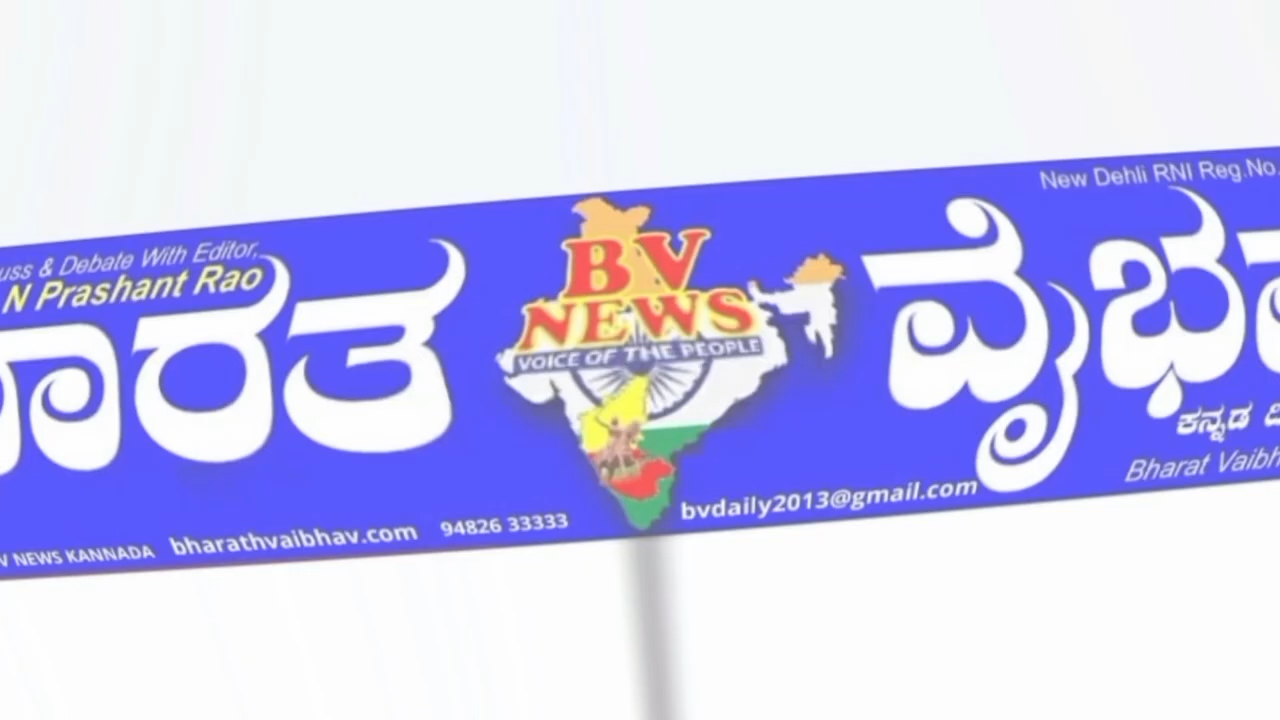 uss & Debate With Editor,
N Prashant Rao
New Dehli RNI Reg.No.
ಾರತ
BV
NEWS
VOICE OF THE PEOPLE
ವೈಭ
ಕನ್ನಡ
Bharat Vaibh
V NEWS KANNADA bharathvaibhav.com 94826 33333 bvdaily2013@gmail.com